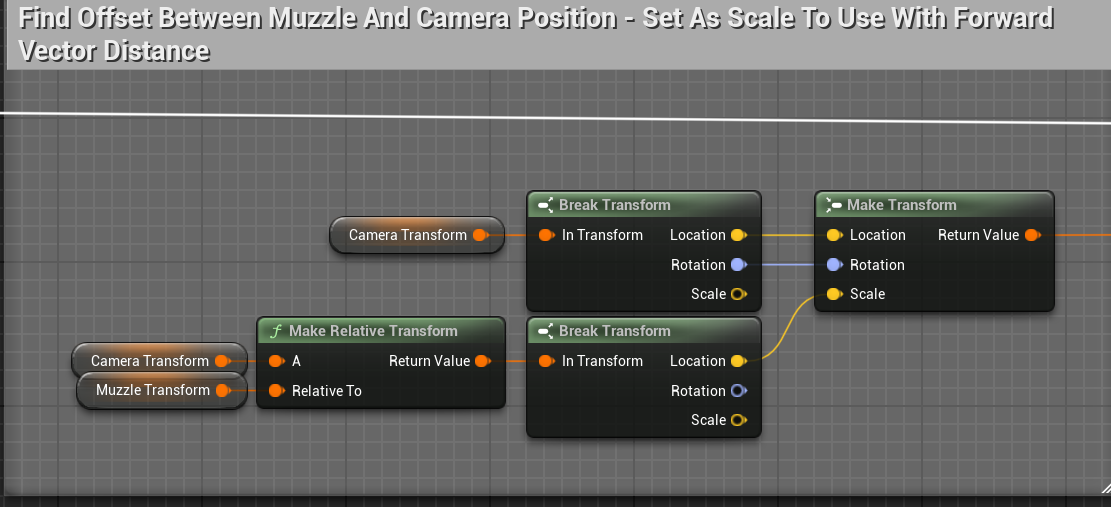 Find Offset Between Muzzle And Camera Position - Set As Scale To Use With Forward
Vector Distance
Break Transform
Make Transform
Camera Transform
In Transform
Location
Location
Return Value
Rotation
Rotation
Scale
Scale
Make Relative Transform
Break Transform
Camera Transform
A
Return Value
In Transform
Location
Muzzle Transform
Relative To
Rotation
Scale